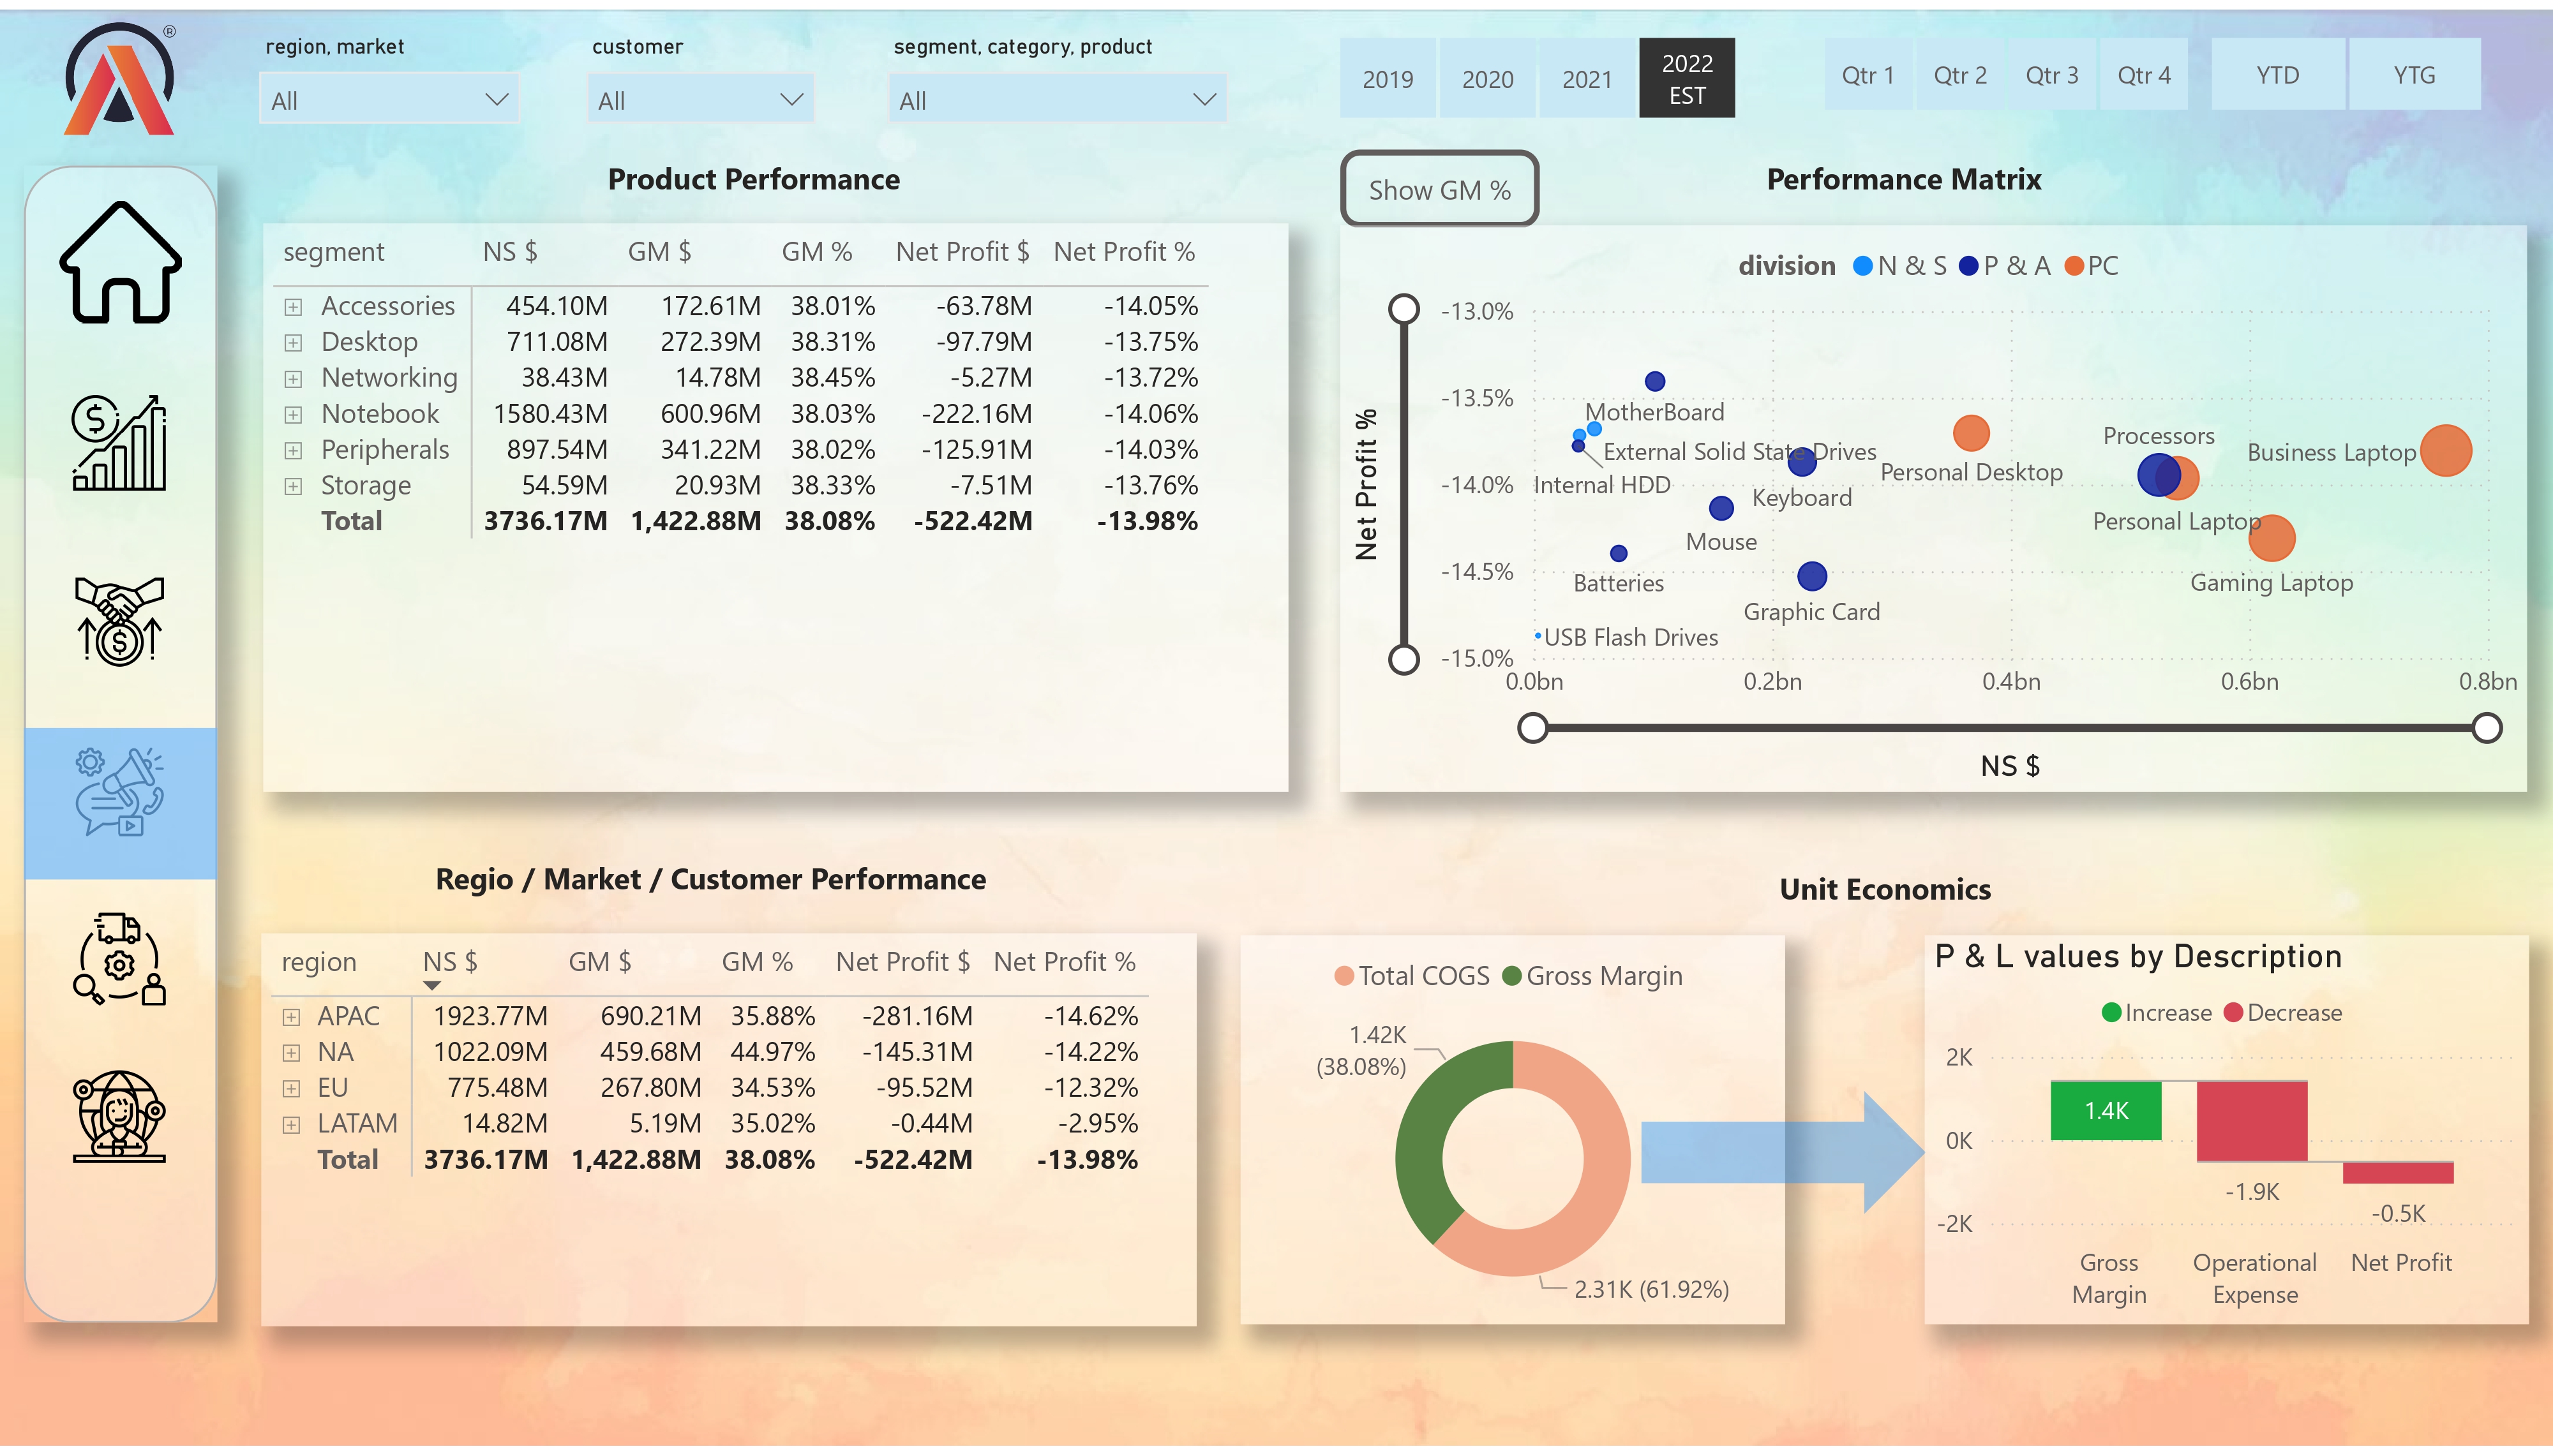 ®
region, market
All
customer
All
segment, category, product
All
2019
2020
2021
2022
EST
Qtr 1
Qtr 2
Qtr 3
Qtr 4
YTD
YTG
Product Performance
segment NS $ GM $ GM % Net Profit $ Net Profit %
Accessories 454.10M 172.61M 38.01% -63.78M -14.05%
Desktop 711.08M 272.39M 38.31% -97.79M -13.75%
Networking 38.43M 14.78M 38.45% -5.27M -13.72%
Notebook 1580.43M 600.96M 38.03% -222.16M -14.06%
Peripherals 897.54M 341.22M 38.02% -125.91M -14.03%
Storage 54.59M 20.93M 38.33% -7.51M -13.76%
Total 3736.17M 1,422.88M 38.08% -522.42M -13.98%
Show GM %
Performance Matrix
division N & S P & A PC
Net Profit %
-13.0%
-13.5%
-14.0%
-14.5%
-15.0%
MotherBoard
External Solid State Drives
Internal HDD
Keyboard
Mouse
Batteries
Graphic Card
USB Flash Drives
Personal Desktop
Processors
Business Laptop
Personal Laptop
Gaming Laptop
0.0bn 0.2bn 0.4bn 0.6bn 0.8bn
NS $
Regio / Market / Customer Performance
region NS $ GM $ GM % Net Profit $ Net Profit %
APAC 1923.77M 690.21M 35.88% -281.16M -14.62%
NA 1022.09M 459.68M 44.97% -145.31M -14.22%
EU 775.48M 267.80M 34.53% -95.52M -12.32%
LATAM 14.82M 5.19M 35.02% -0.44M -2.95%
Total 3736.17M 1,422.88M 38.08% -522.42M -13.98%
Unit Economics
Total COGS Gross Margin
1.42K
(38.08%)
2.31K (61.92%)
P & L values by Description
Increase Decrease
2K
0K
-2K
1.4K
-1.9K
-0.5K
Gross
Margin
Operational
Expense
Net Profit